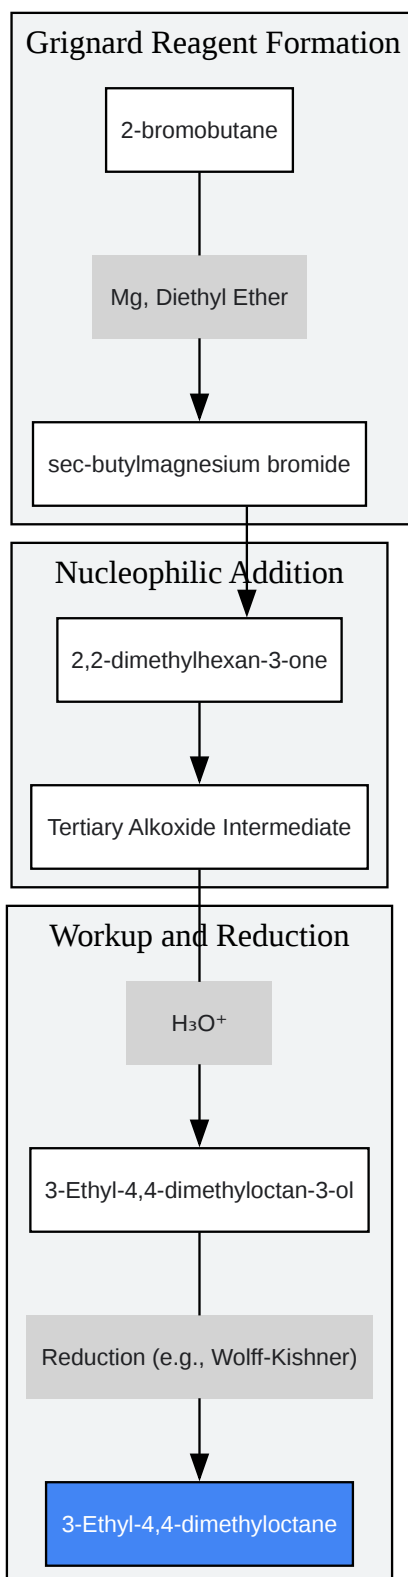 Grignard Reagent Formation
2-bromobutane
Mg, Diethyl Ether
sec-butylmagnesium bromide
Nucleophilic Addition
2,2-dimethylhexan-3-one
Tertiary Alkoxide Intermediate
Workup and Reduction
H₃O⁺
3-Ethyl-4,4-dimethyloctan-3-ol
Reduction (e.g., Wolff-Kishner)
3-Ethyl-4,4-dimethyloctane